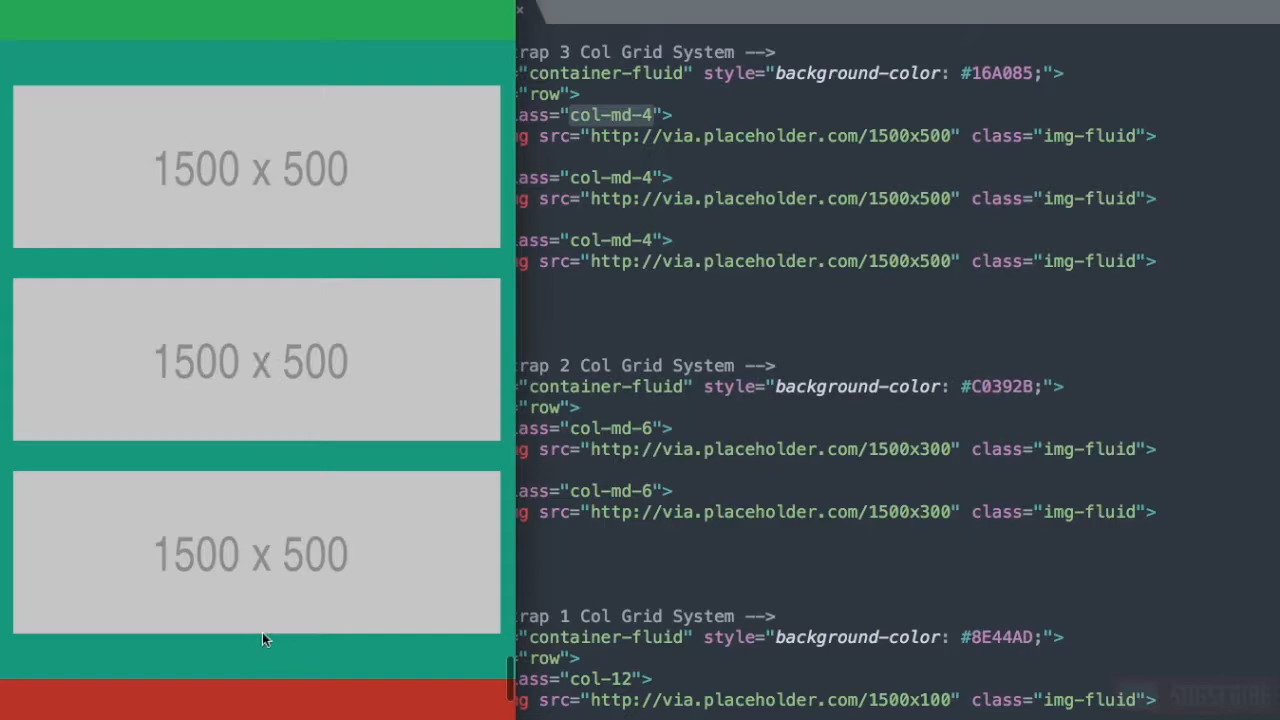 1500 x 500
1500 x 500
1500 x 500
rap 3 Col Grid System -->
="container-fluid" style="background-color: #16A085;">
="row">
ass="col-md-4">
g src="http://via.placeholder.com/1500x500" class="img-fluid">
ass="col-md-4">
g src="http://via.placeholder.com/1500x500" class="img-fluid">
ass="col-md-4">
g src="http://via.placeholder.com/1500x500" class="img-fluid">
rap 2 Col Grid System -->
="container-fluid" style="background-color: #C0392B;">
="row">
ass="col-md-6">
g src="http://via.placeholder.com/1500x300" class="img-fluid">
ass="col-md-6">
g src="http://via.placeholder.com/1500x300" class="img-fluid">
rap 1 Col Grid System -->
="container-fluid" style="background-color: #8E44AD;">
="row">
ass="col-12">
g src="http://via.placeholder.com/1500x100" class="img-fluid">
SUBSCRIBE